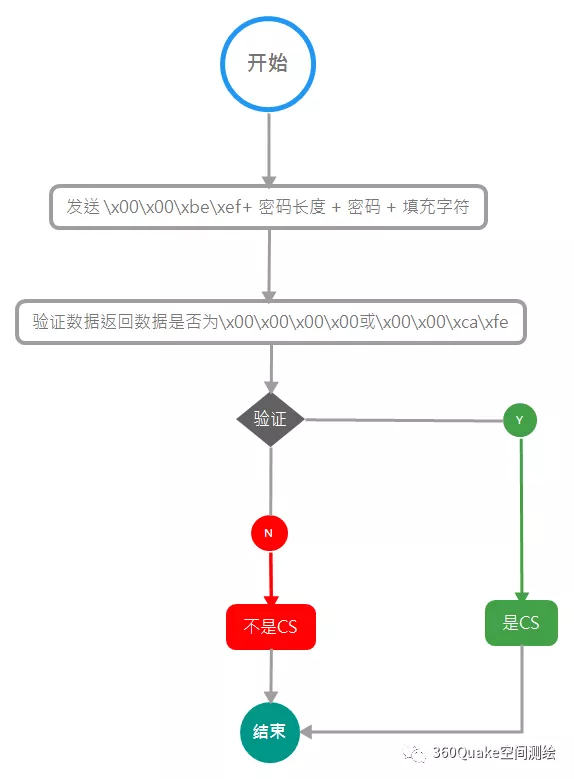 开始
发送 \x00\x00\xbe\xef+ 密码长度 + 密码 + 填充字符
验证数据返回数据是否为\x00\x00\x00\x00或\x00\x00\xca\xfe
验证
Y
N
不是CS
是CS
结束
360Quake空间测绘